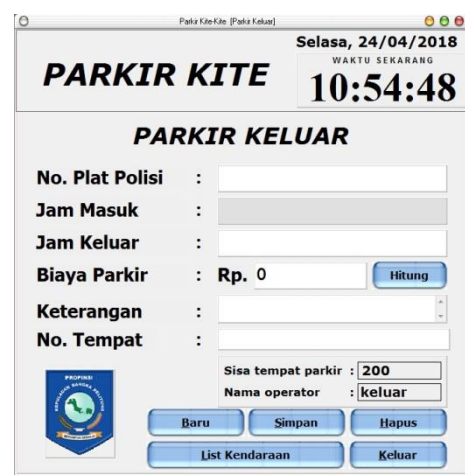 Parkir Kite-Kite [Parkir Keluar]
Selasa, 24/04/2018
PARKIR KITE
WAKTU SEKARANG
10:54:48
PARKIR KELUAR
No. Plat Polisi :
Jam Masuk :
Jam Keluar :
Biaya Parkir : Rp. 0 Hitung
Keterangan :
No. Tempat :
Sisa tempat parkir : 200
Nama operator : keluar
PROPINSI
Baru Simpan Hapus
List Kendaraan Keluar